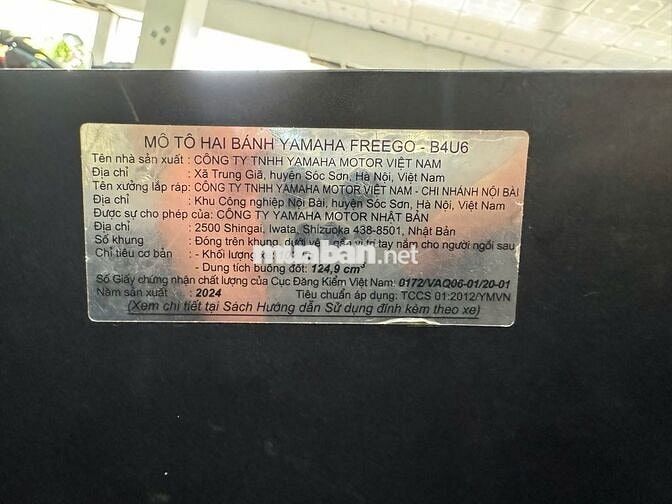 MÔ TÔ HAI BÁNH YAMAHA FREEGO - B4U6
Tên nhà sản xuất : CÔNG TY TNHH YAMAHA MOTOR VIỆT NAM
Địa chỉ : Xã Trung Giã, huyện Sóc Sơn, Hà Nội, Việt Nam
Tên xưởng lắp ráp: CÔNG TY TNHH YAMAHA MOTOR VIỆT NAM - CHI NHÁNH NỘI BÀI
Địa chỉ : Khu Công nghiệp Nội Bài, huyện Sóc Sơn, Hà Nội, Việt Nam
Được sự cho phép của: CÔNG TY YAMAHA MOTOR NHẬT BẢN
Địa chỉ : 2500 Shingai, Iwata, Shizuoka 438-8501, Nhật Bản
Số khung : Đóng trên khung, dưới vè, gần vị trí tay nắm cho người ngồi sau
Chỉ tiêu cơ bản : - Khối lượng
muaban.net
- Dung tích buồng đốt: 124,9 cm³
Số Giấy chứng nhận chất lượng của Cục Đăng Kiểm Việt Nam: 0172/VAQ06-01/20-01
Năm sản xuất : 2024 Tiêu chuẩn áp dụng: TCCS 01:2012/YMVN
(Xem chi tiết tại Sách Hướng dẫn Sử dụng đính kèm theo xe)